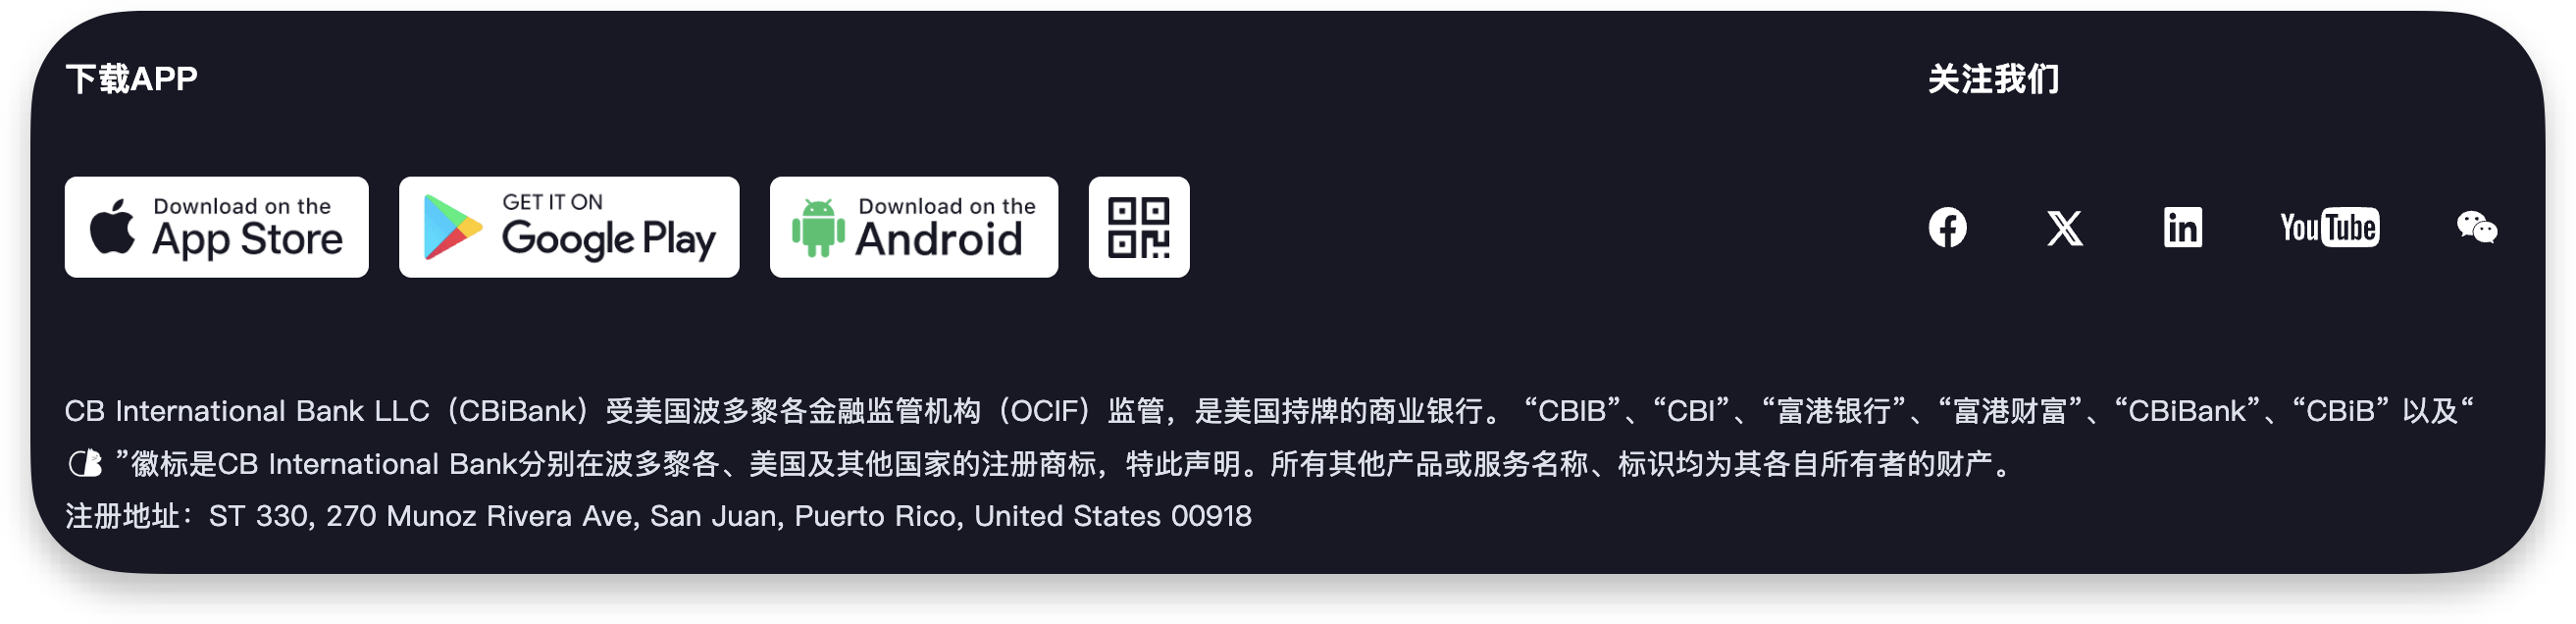 下载APP
关注我们
Download on the
App Store
GET IT ON
Google Play
Download on the
Android
YouTube
CB International Bank LLC（CBiBank）受美国波多黎各金融监管机构（OCIF）监管，是美国持牌的商业银行。 “CBIB”、“CBI”、“富港银行”、“富港财富”、“CBiBank”、“CBiB” 以及“
”徽标是CB International Bank分别在波多黎各、美国及其他国家的注册商标，特此声明。所有其他产品或服务名称、标识均为其各自所有者的财产。
注册地址：ST 330, 270 Munoz Rivera Ave, San Juan, Puerto Rico, United States 00918